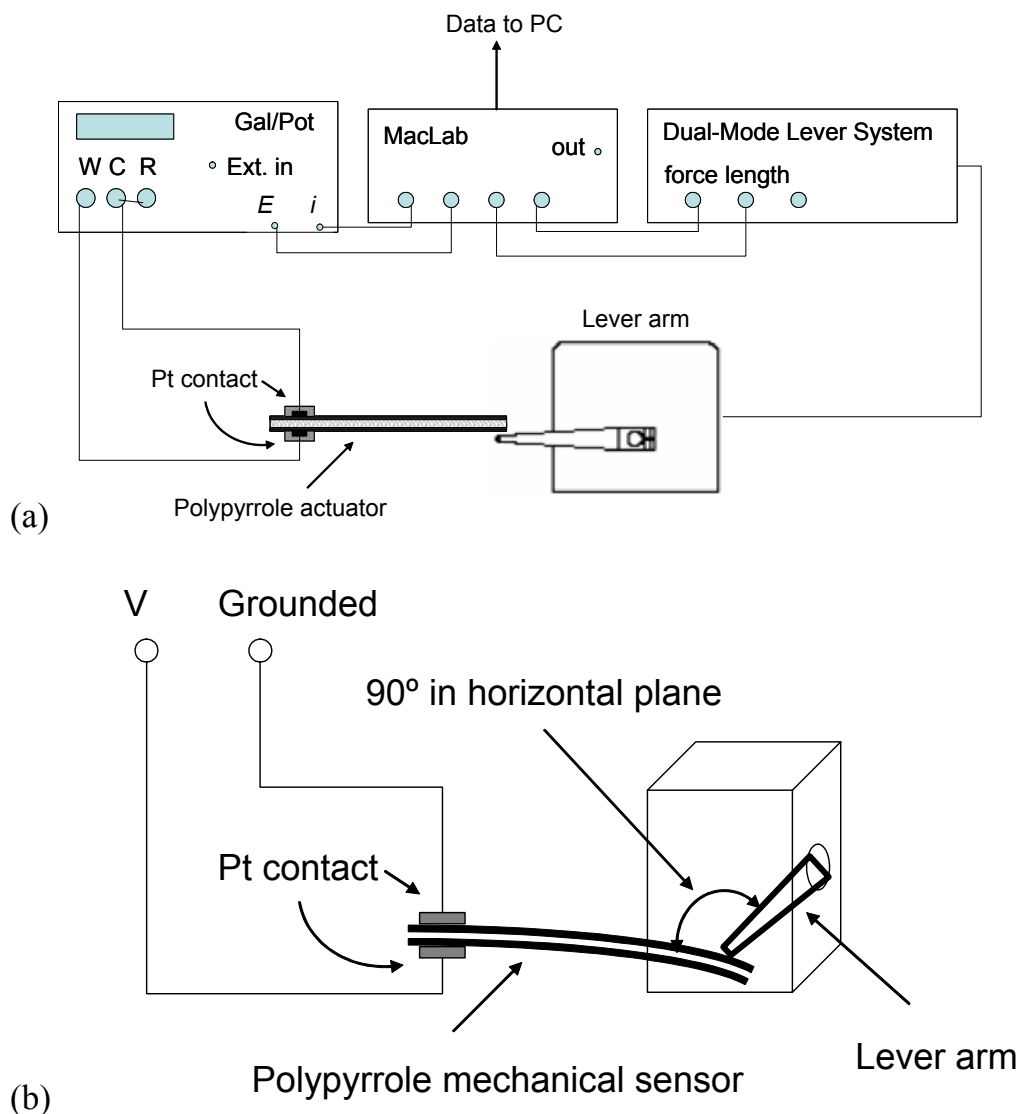 Data to PC
Gal/Pot
W C R
Ext. in
E i
MacLab
out
Dual-Mode Lever System
force length
Lever arm
Pt contact
Polypyrrole actuator
(a)
V Grounded
90º in horizontal plane
Pt contact
Polypyrrole mechanical sensor
Lever arm
(b)